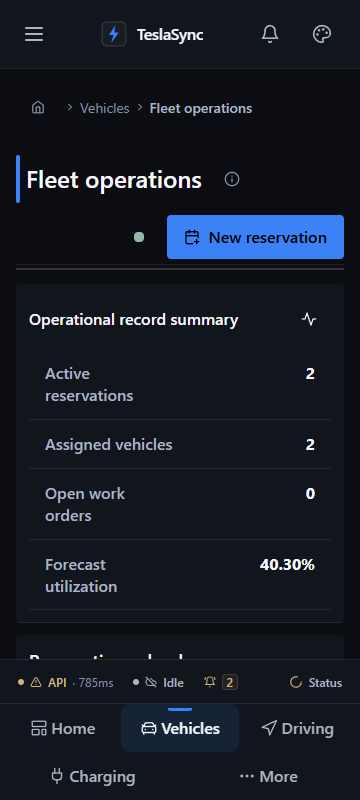 TeslaSync
Vehicles
Fleet operations
Fleet operations
New reservation
Operational record summary
Active
reservations
2
Assigned vehicles
2
Open work
orders
0
Forecast
utilization
40.30%
API · 785ms
Idle
2
Status
Home
Vehicles
Driving
Charging
More